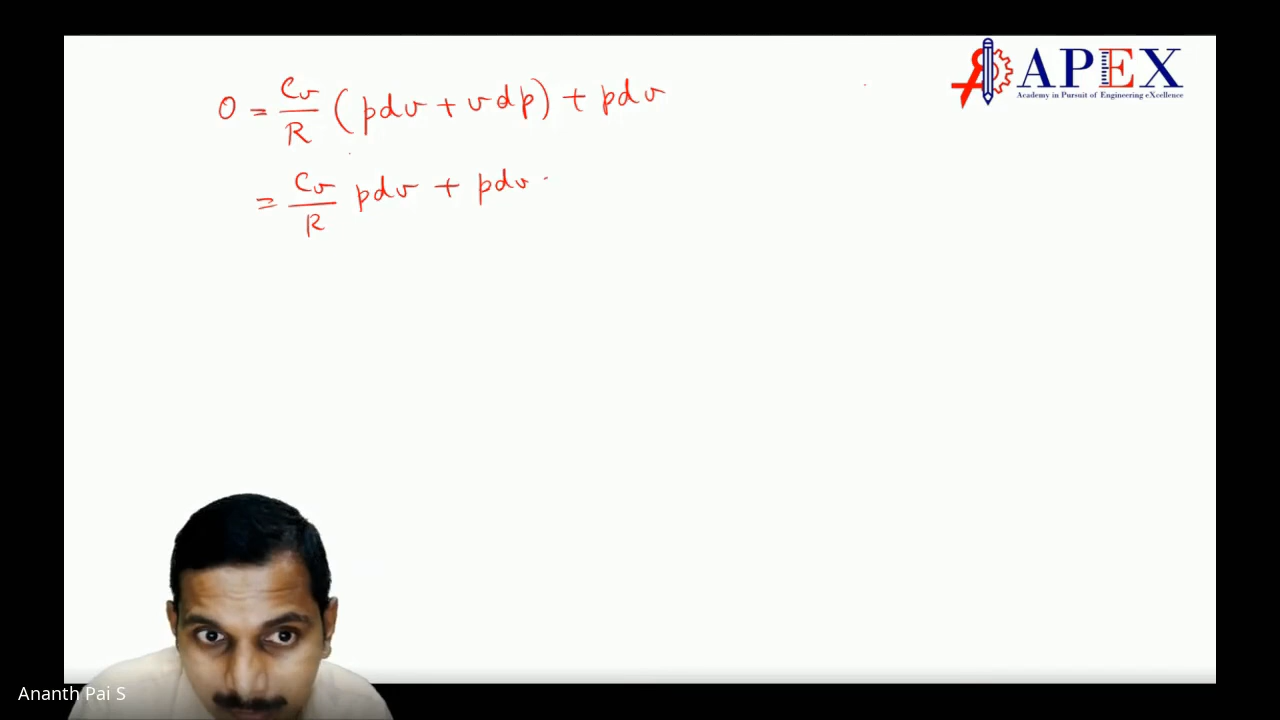 APEX
Academy in Pursuit of Engineering eXcellence
0 = Cv/R (pdv + vdp) + pdv
= Cv/R pdv + pdv
Ananth Pai S